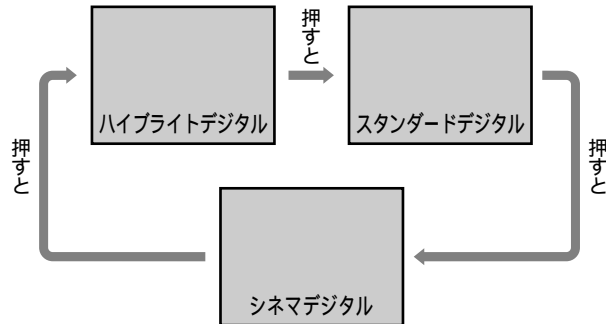 押すと
ハイブライトデジタル
スタンダードデジタル
押すと
押すと
シネマデジタル